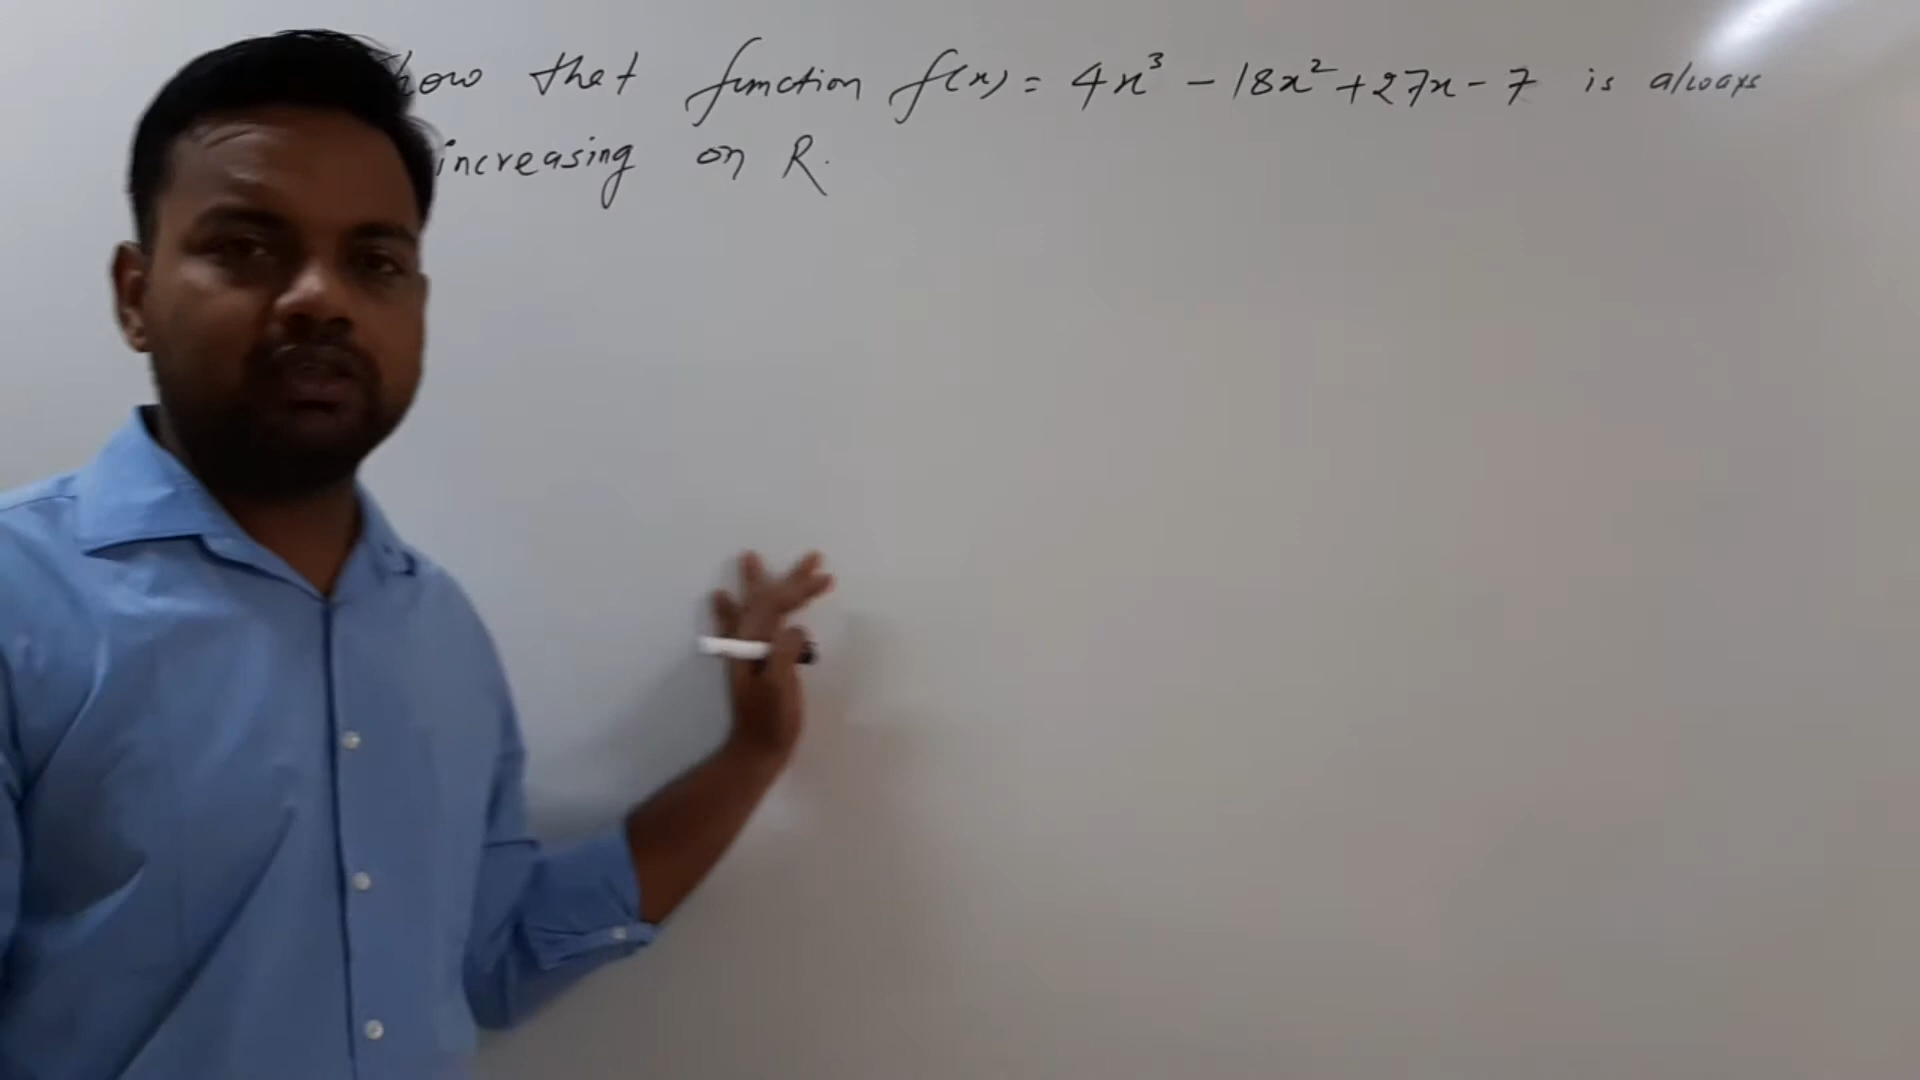 how that function f(x) = 4x³ - 18x² + 27x - 7 is always
increasing on R.